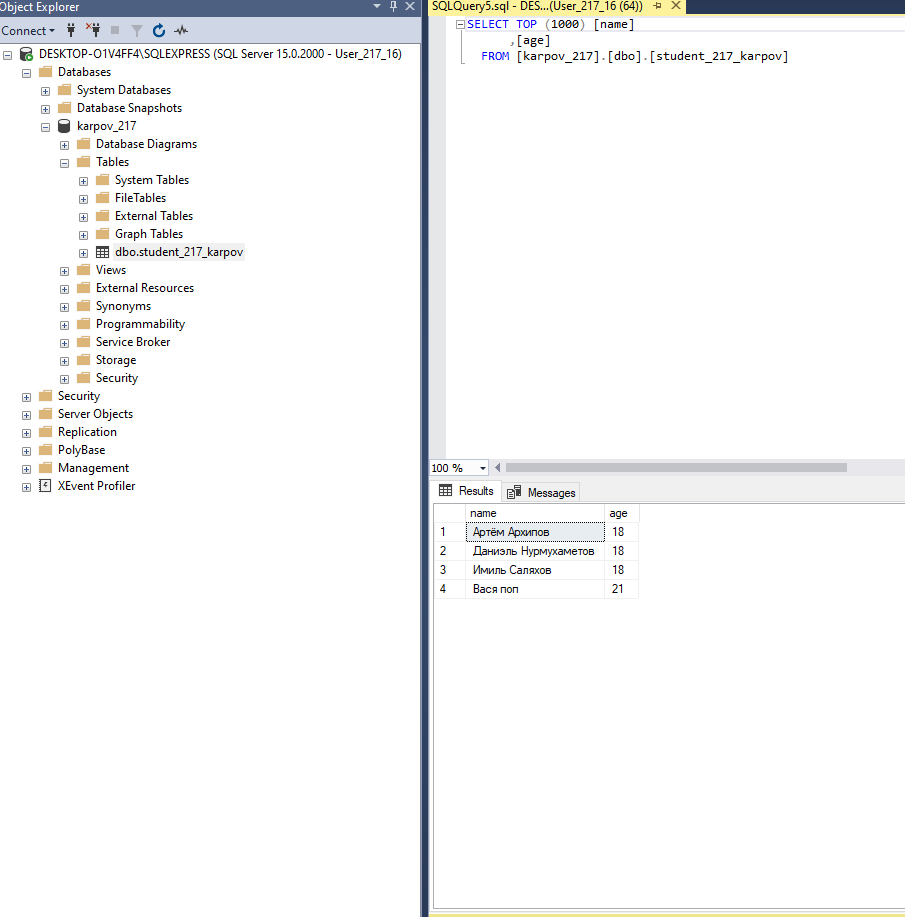 Object Explorer
Connect
DESKTOP-O1V4FF4\SQLEXPRESS (SQL Server 15.0.2000 - User_217_16)
Databases
System Databases
Database Snapshots
karpov_217
Database Diagrams
Tables
System Tables
FileTables
External Tables
Graph Tables
dbo.student_217_karpov
Views
External Resources
Synonyms
Programmability
Service Broker
Storage
Security
Security
Server Objects
Replication
PolyBase
Management
XEvent Profiler
SQLQuery5.sql - DES...(User_217_16 (64))
SELECT TOP (1000) [name]
,[age]
FROM [karpov_217].[dbo].[student_217_karpov]
100 %
Results Messages
name age
1 Артём Архипов 18
2 Даниэль Нурмухаметов 18
3 Имиль Саляхов 18
4 Вася поп 21